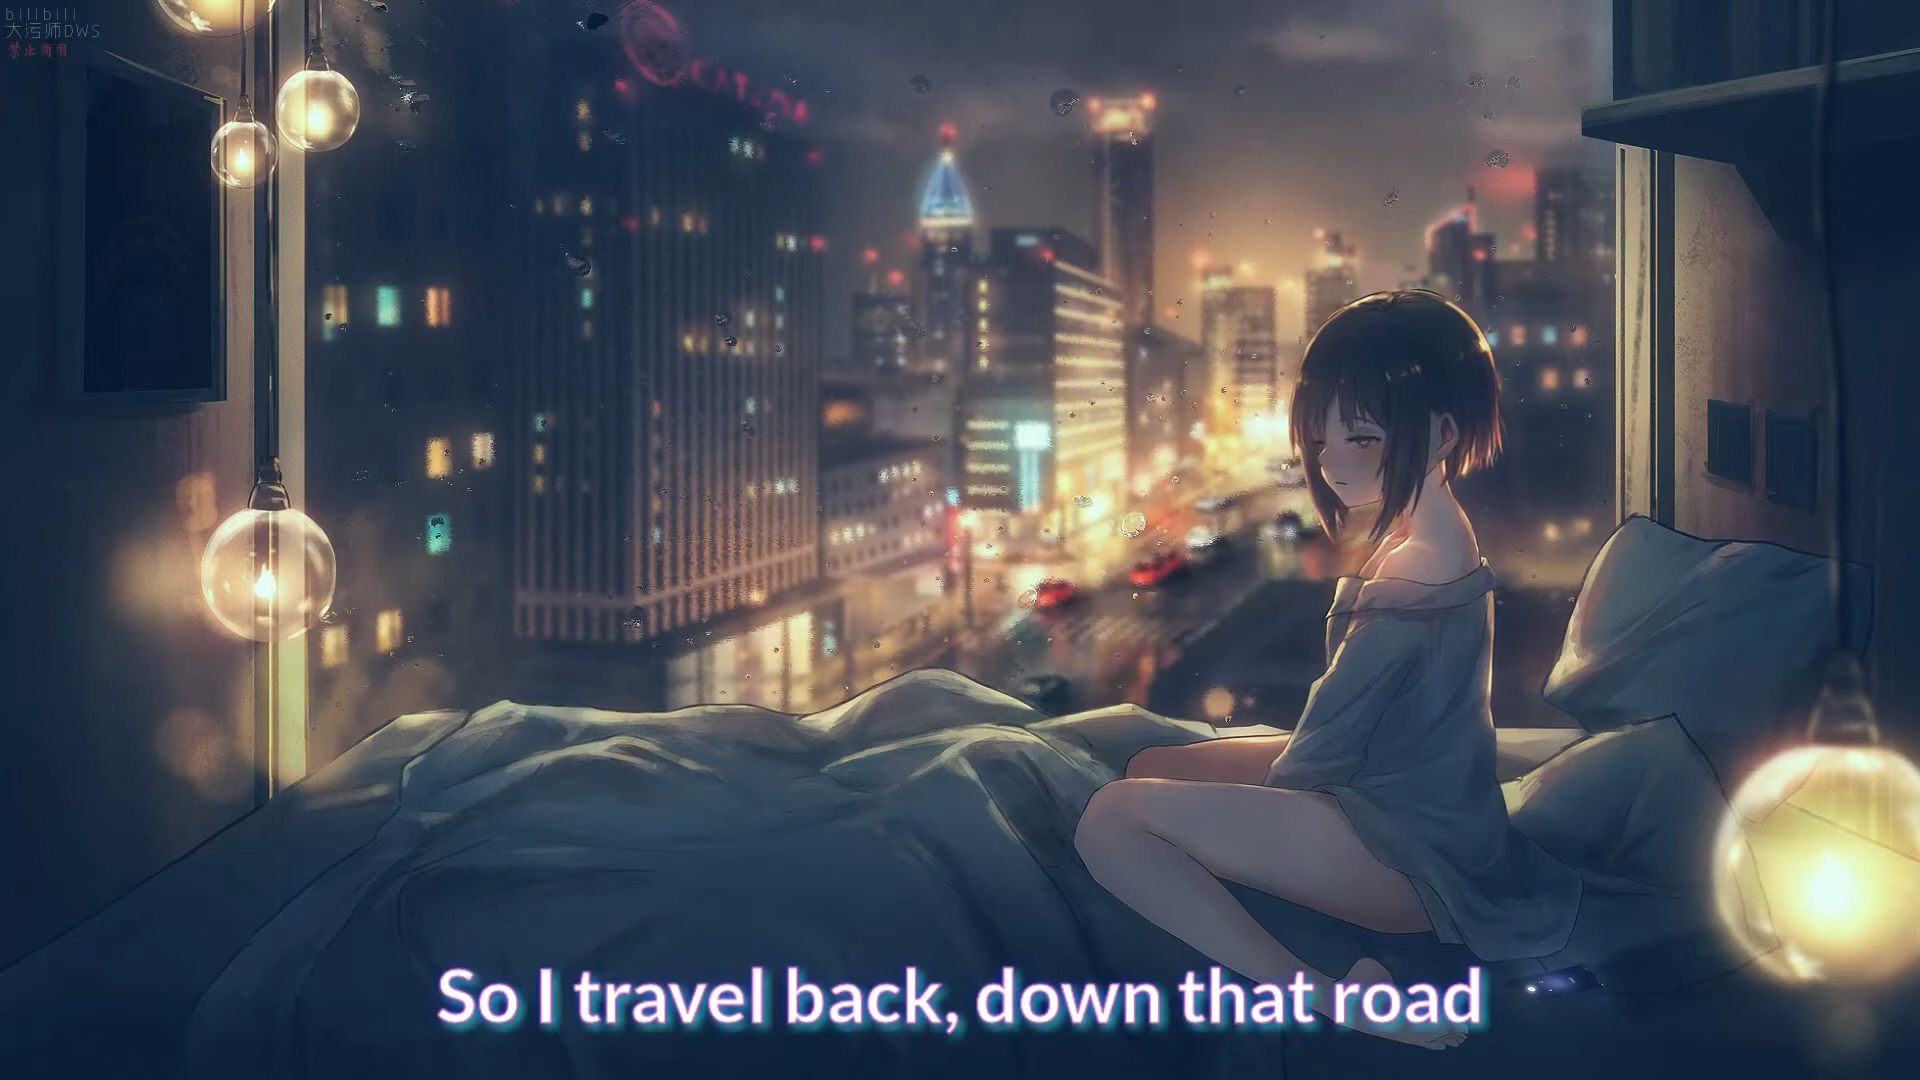 bilibili
大污师DWS
禁止商用
So I travel back, down that road